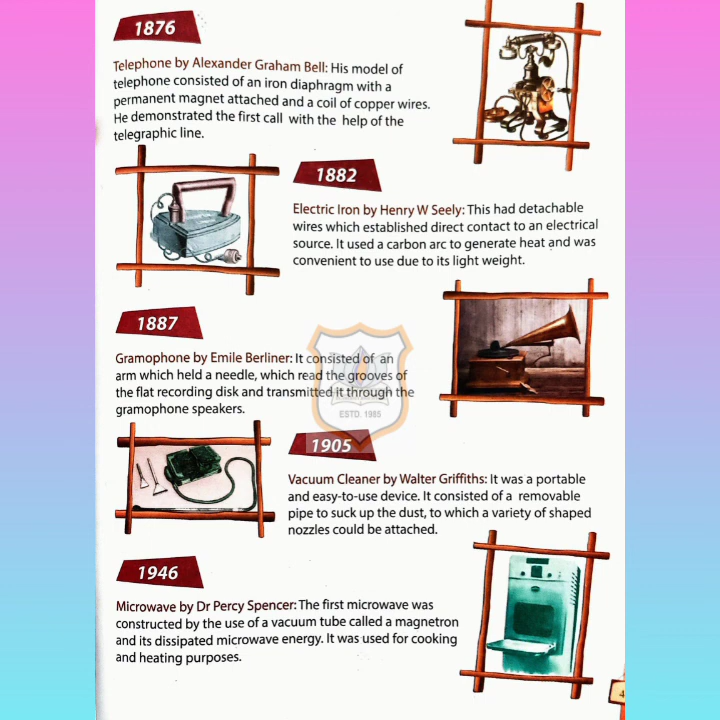 1876
Telephone by Alexander Graham Bell: His model of
telephone consisted of an iron diaphragm with a
permanent magnet attached and a coil of copper wires.
He demonstrated the first call with the help of the
telegraphic line.
1882
Electric Iron by Henry W Seely: This had detachable
wires which established direct contact to an electrical
source. It used a carbon arc to generate heat and was
convenient to use due to its light weight.
1887
Gramophone by Emile Berliner: It consisted of an
arm which held a needle, which read the grooves of
the flat recording disk and transmitted it through the
gramophone speakers.
ESTD. 1985
1905
Vacuum Cleaner by Walter Griffiths: It was a portable
and easy-to-use device. It consisted of a removable
pipe to suck up the dust, to which a variety of shaped
nozzles could be attached.
1946
Microwave by Dr Percy Spencer: The first microwave was
constructed by the use of a vacuum tube called a magnetron
and its dissipated microwave energy. It was used for cooking
and heating purposes.